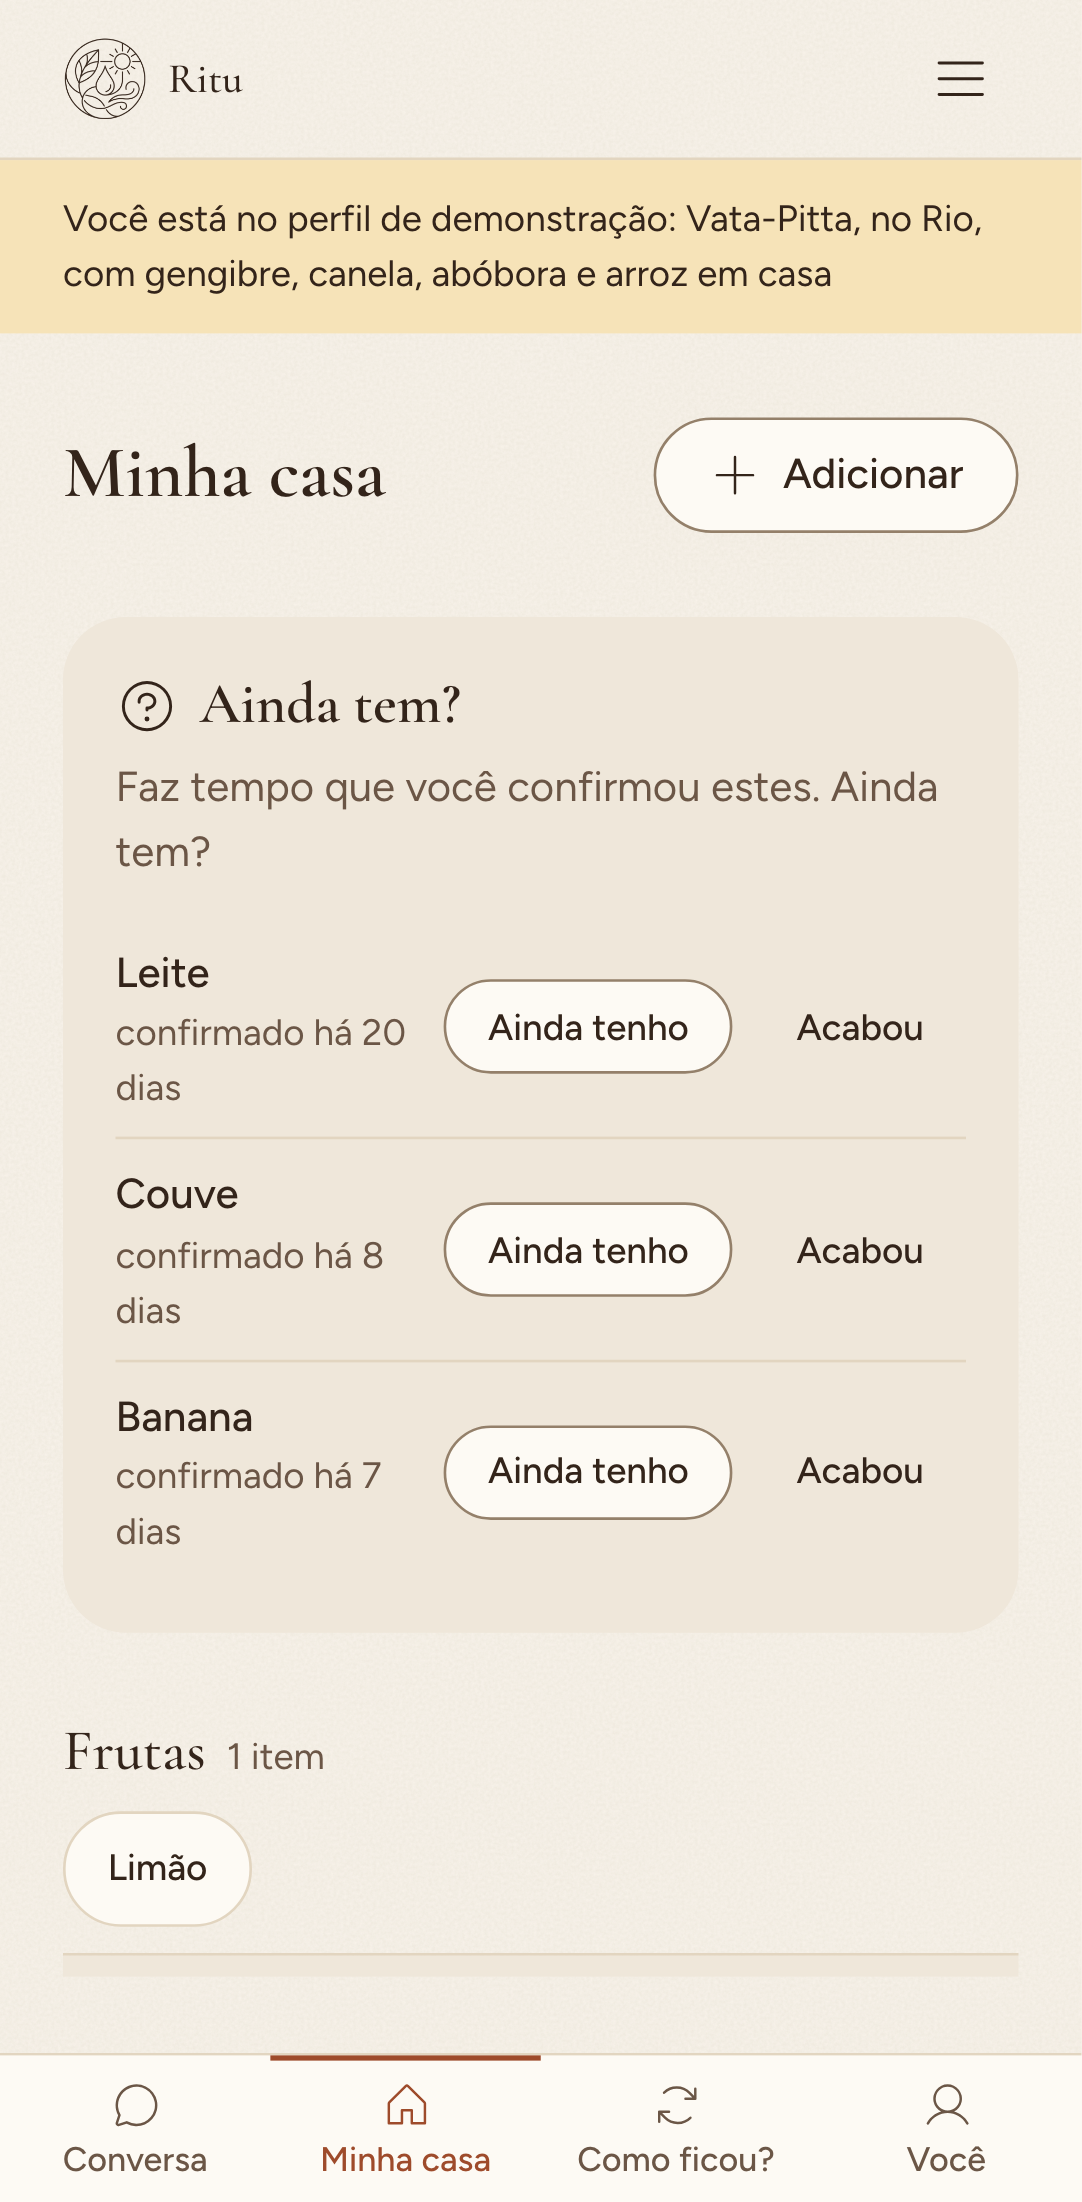 Ritu
Você está no perfil de demonstração: Vata-Pitta, no Rio,
com gengibre, canela, abóbora e arroz em casa
Minha casa
Adicionar
Ainda tem?
Faz tempo que você confirmou estes. Ainda
tem?
Leite
confirmado há 20
dias
Ainda tenho
Acabou
Couve
confirmado há 8
dias
Ainda tenho
Acabou
Banana
confirmado há 7
dias
Ainda tenho
Acabou
Frutas 1 item
Limão
Conversa
Minha casa
Como ficou?
Você